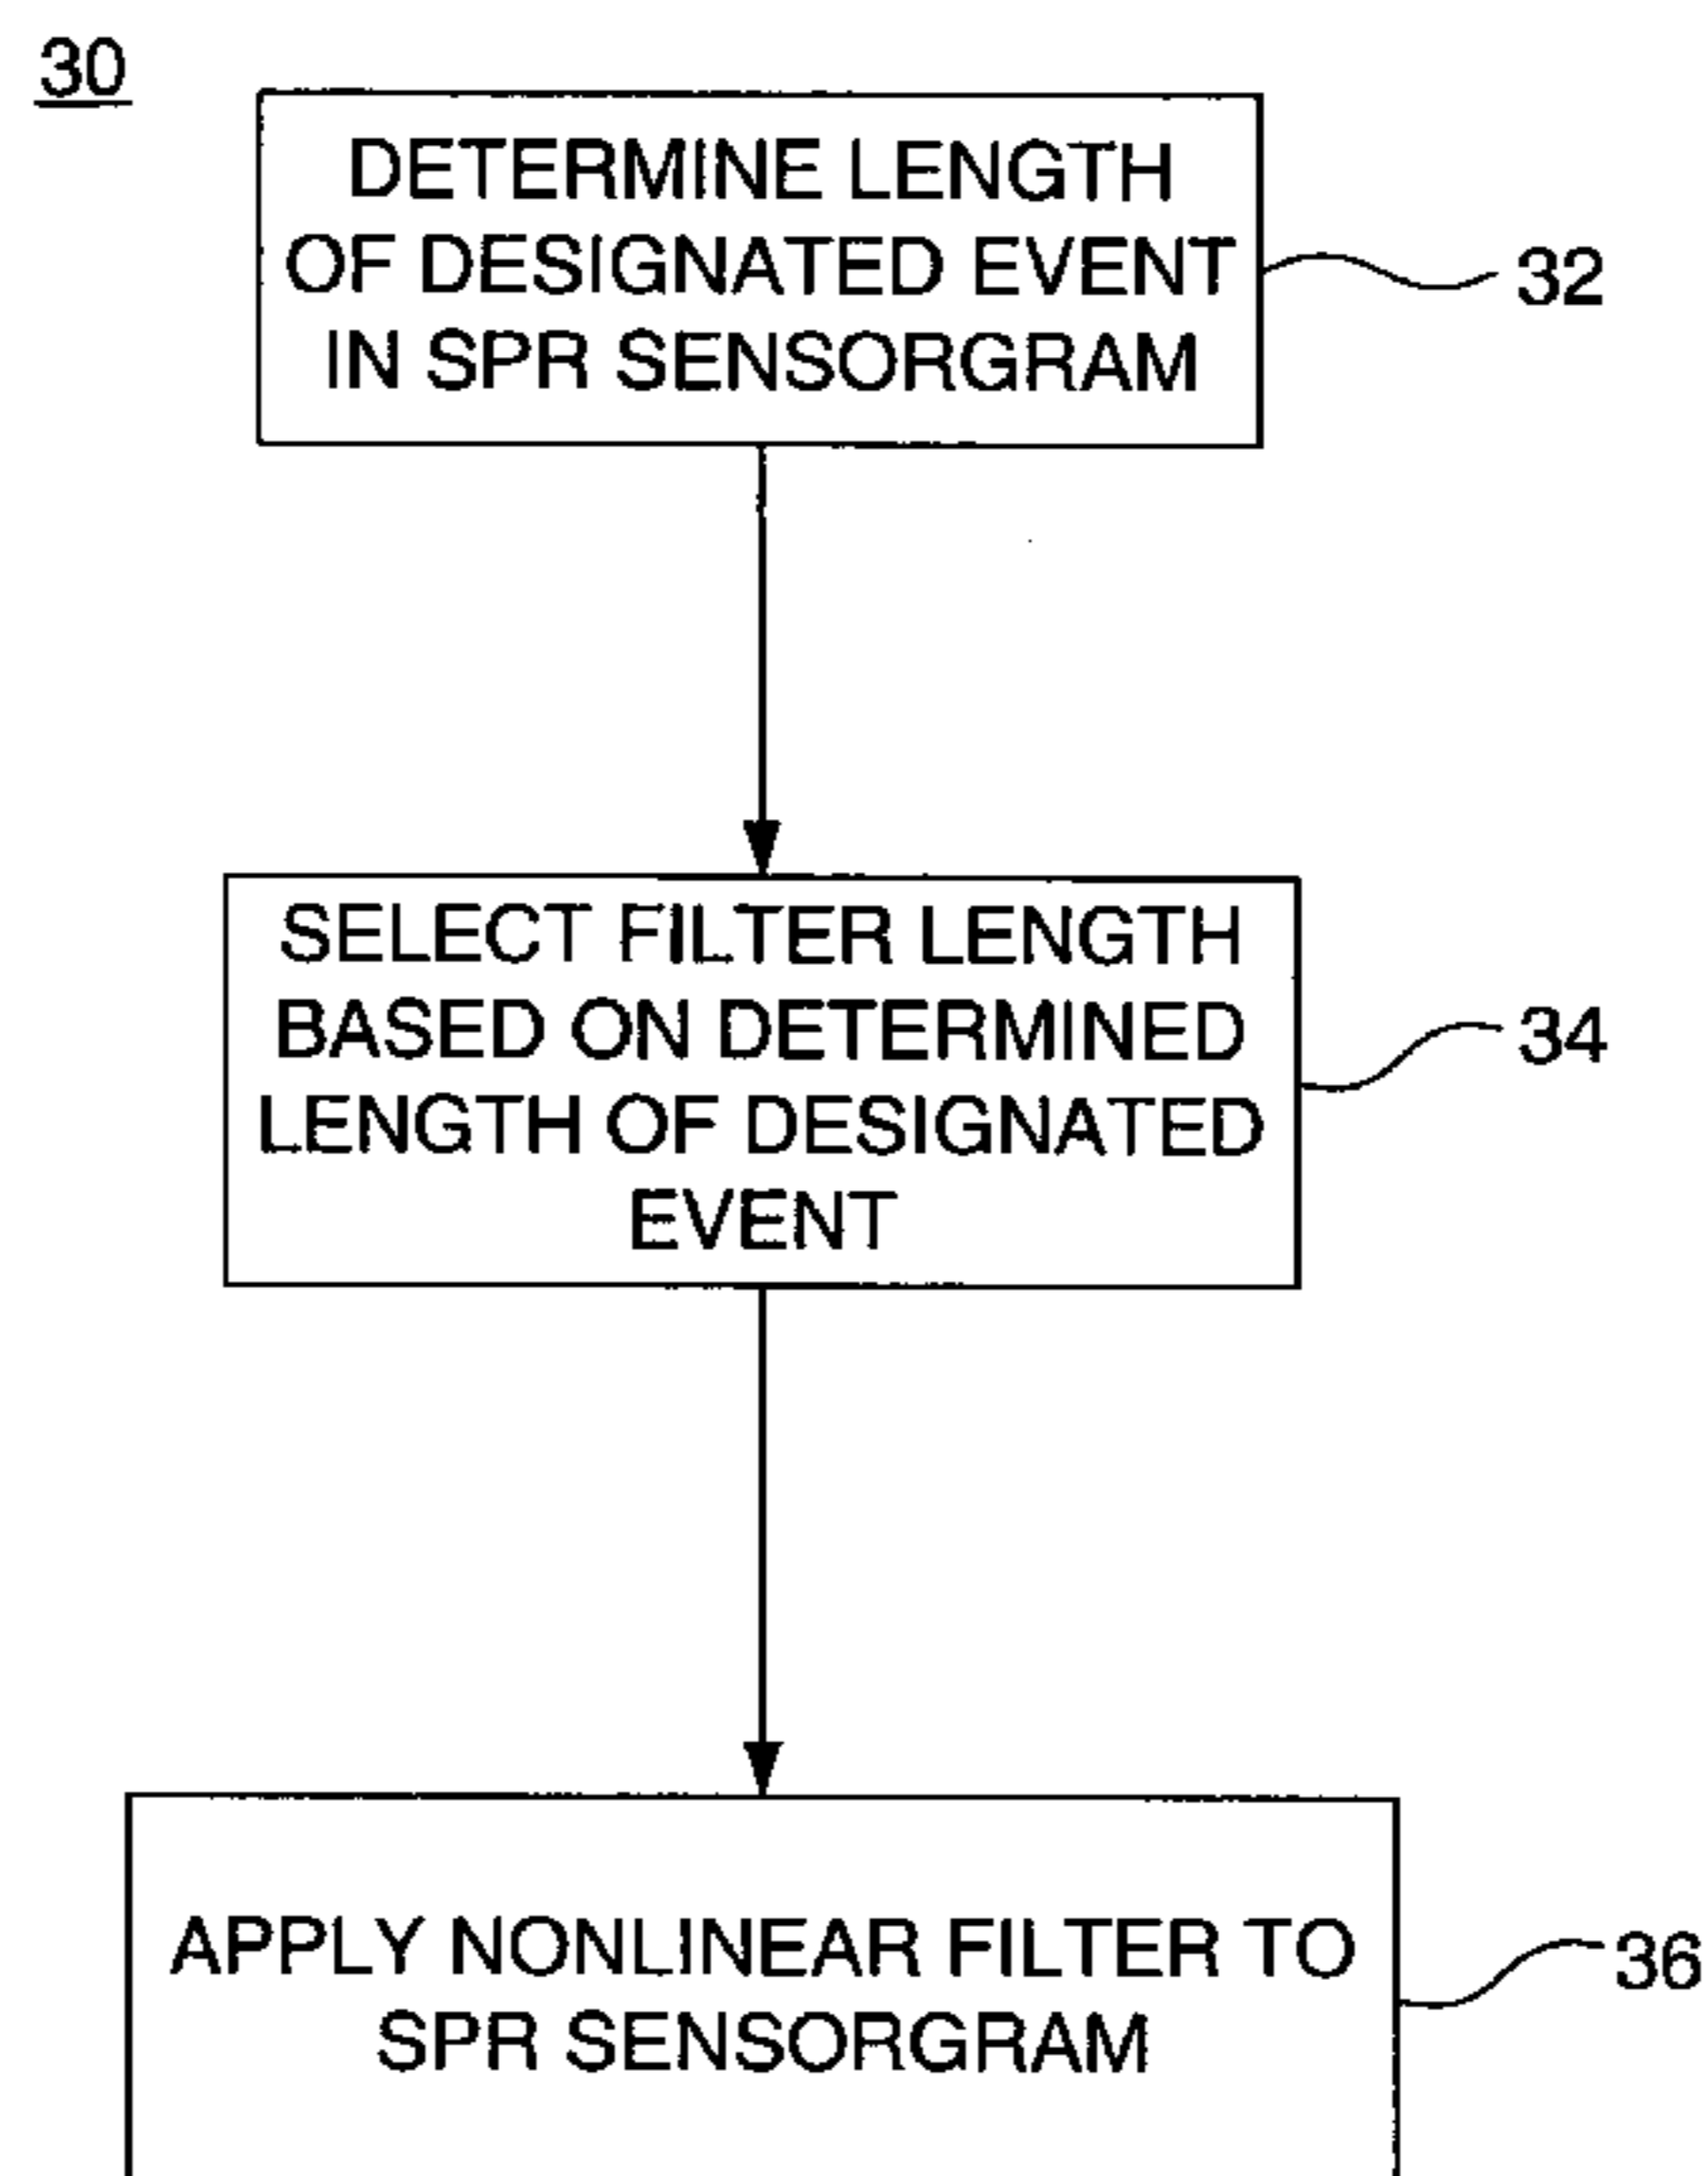 30
DETERMINE LENGTH
OF DESIGNATED EVENT
IN SPR SENSORGRAM
32
SELECT FILTER LENGTH
BASED ON DETERMINED
LENGTH OF DESIGNATED
EVENT
34
APPLY NONLINEAR FILTER TO
SPR SENSORGRAM
36